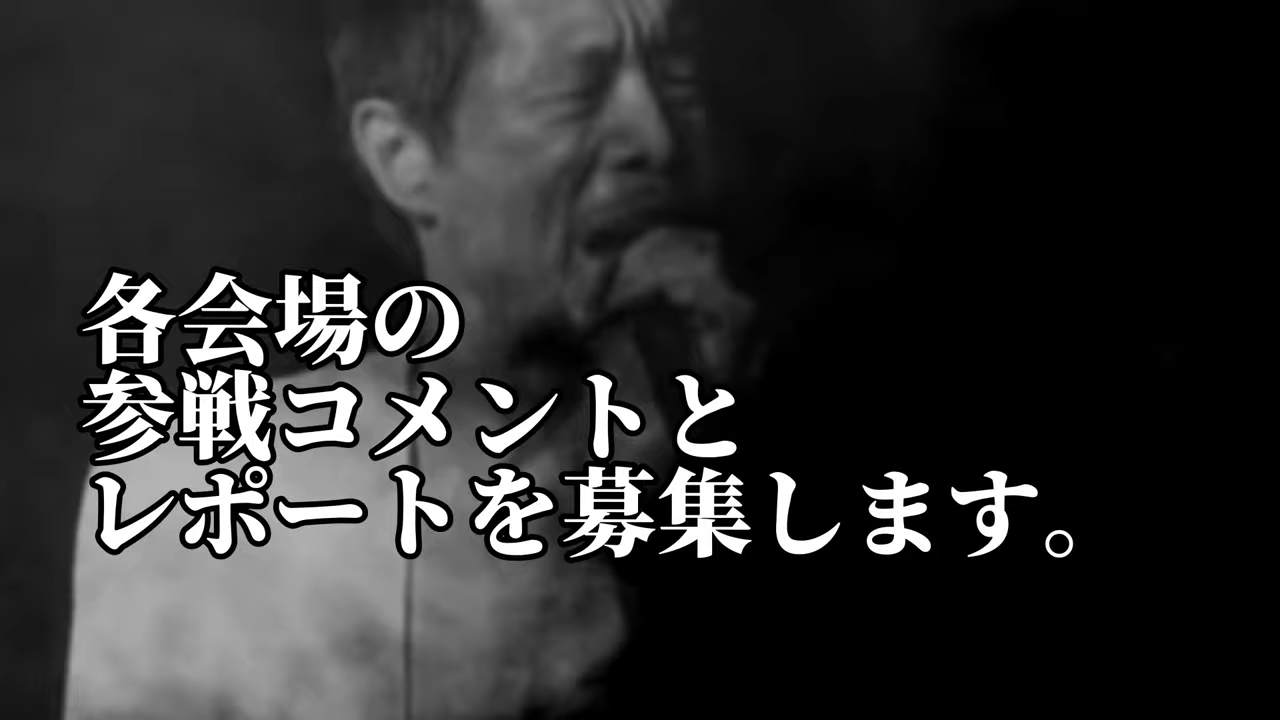 各会場の
参戦コメントと
レポートを募集します。